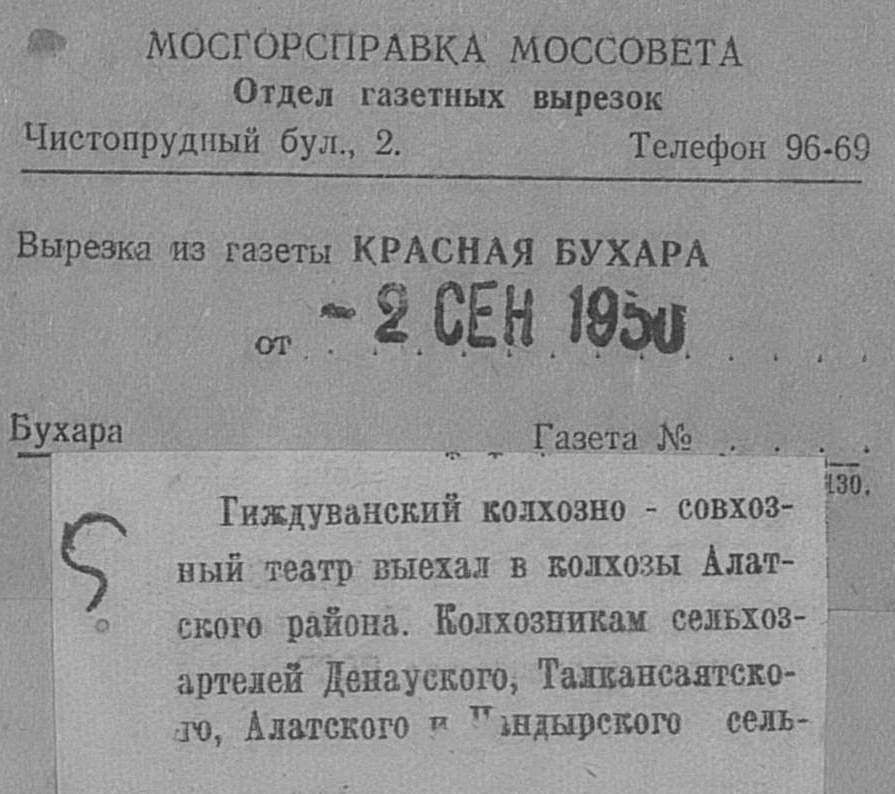 МОСГОРСПРАВКА МОССОВЕТА
Отдел газетных вырезок
Чистопрудный бул., 2. Телефон 96-69
Вырезка из газеты КРАСНАЯ БУХАРА
от - 2 СЕН 1950
Бухара Газета №
130.
Гиждуванский колхозно - совхоз-
ный театр выехал в колхозы Алат-
ского района. Колхозникам сельхоз-
артелей Денауского, Талкансаятско-
го, Алатского и сель-